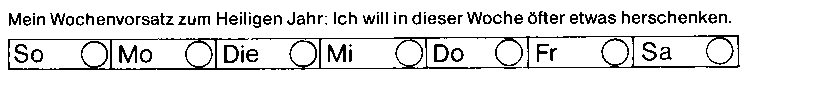 Mein Wochenvorsatz zum Heiligen Jahr: Ich will in dieser Woche öfter etwas herschenken.
So Mo Die Mi Do Fr Sa